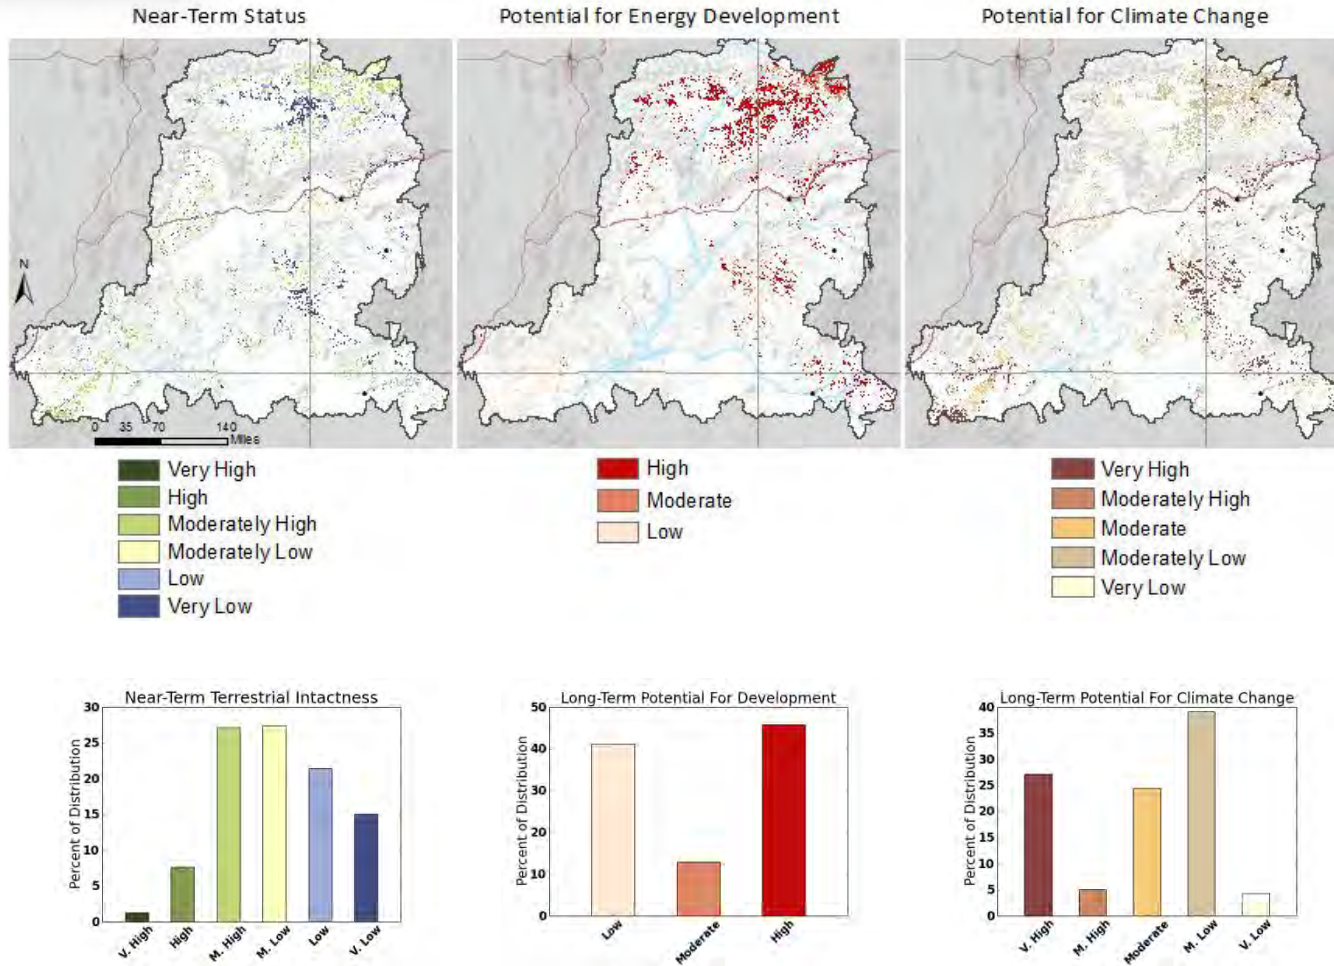 Near-Term Status
Potential for Energy Development
Potential for Climate Change
N
0 35 70 140
Miles
Very High
High
Moderately High
Moderately Low
Low
Very Low
High
Moderate
Low
Very High
Moderately High
Moderate
Moderately Low
Very Low
Near-Term Terrestrial Intactness
30
25
20
15
10
5
0
Percent of Distribution
V. High
High
M. High
M. Low
Low
V. Low
Long-Term Potential For Development
50
40
30
20
10
0
Percent of Distribution
Low
Moderate
High
Long-Term Potential For Climate Change
40
35
30
25
20
15
10
5
0
Percent of Distribution
V. High
M. High
Moderate
M. Low
V. Low